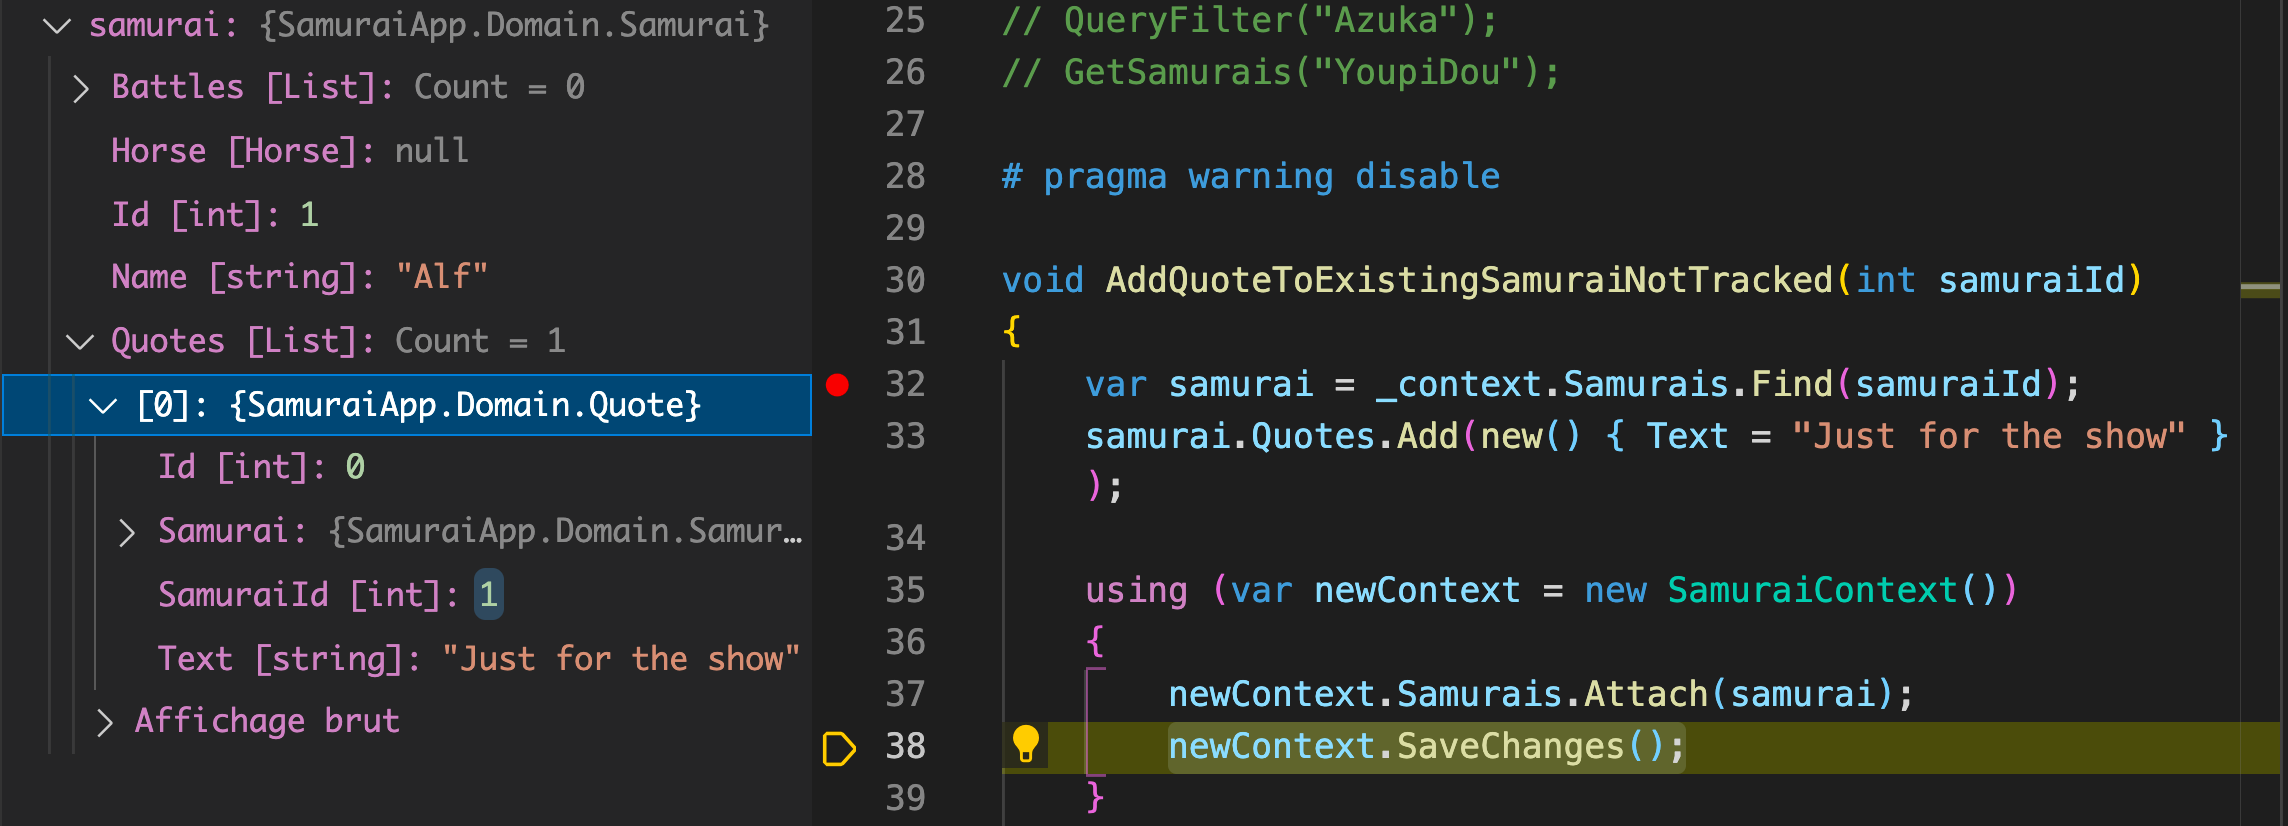 samurai: {SamuraiApp.Domain.Samurai}
Battles [List]: Count = 0
Horse [Horse]: null
Id [int]: 1
Name [string]: "Alf"
Quotes [List]: Count = 1
[0]: {SamuraiApp.Domain.Quote}
Id [int]: 0
Samurai: {SamuraiApp.Domain.Samur…
SamuraiId [int]: 1
Text [string]: "Just for the show"
Affichage brut
25 // QueryFilter("Azuka");
26 // GetSamurais("YoupiDou");
27
28 # pragma warning disable
29
30 void AddQuoteToExistingSamuraiNotTracked(int samuraiId)
31 {
32 var samurai = _context.Samurais.Find(samuraiId);
33 samurai.Quotes.Add(new() { Text = "Just for the show" }
);
34
35 using (var newContext = new SamuraiContext())
36 {
37 newContext.Samurais.Attach(samurai);
38 newContext.SaveChanges();
39 }